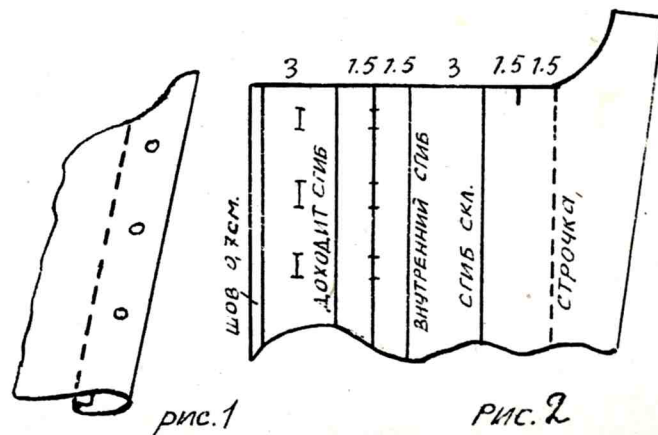 3 1.5 1.5 3 1.5 1.5
ШОВ 0,7СМ.
ДОХОДИТ СГИБ
ВНУТРЕННИЙ СГИБ
СГИБ СКЛ.
СТРОЧКА
рис.1
Рис.2